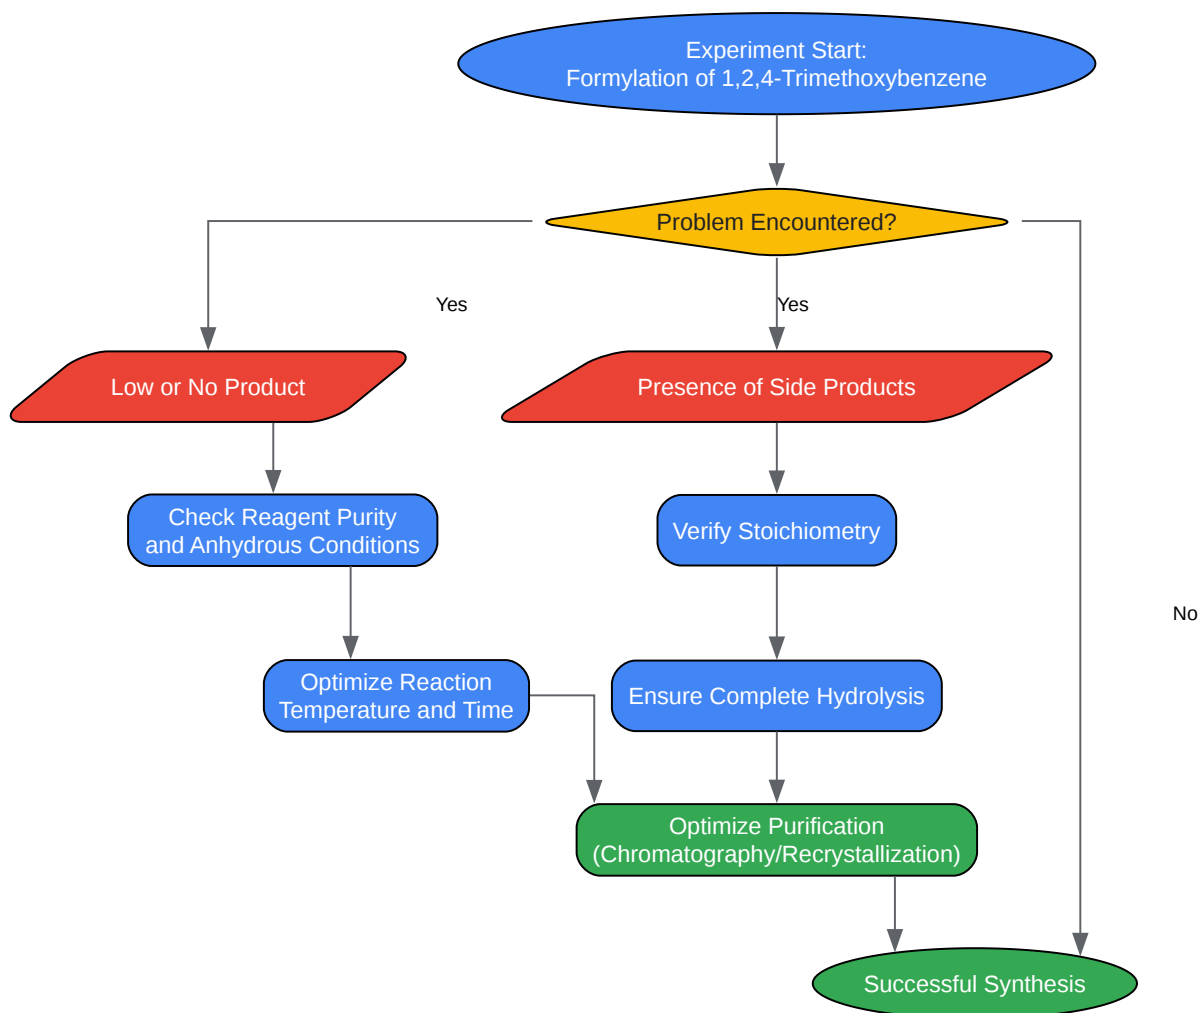 Experiment Start:
Formylation of 1,2,4-Trimethoxybenzene
Problem Encountered?
Yes
Yes
Low or No Product
Presence of Side Products
Check Reagent Purity
and Anhydrous Conditions
Verify Stoichiometry
No
Optimize Reaction
Temperature and Time
Ensure Complete Hydrolysis
Optimize Purification
(Chromatography/Recrystallization)
Successful Synthesis